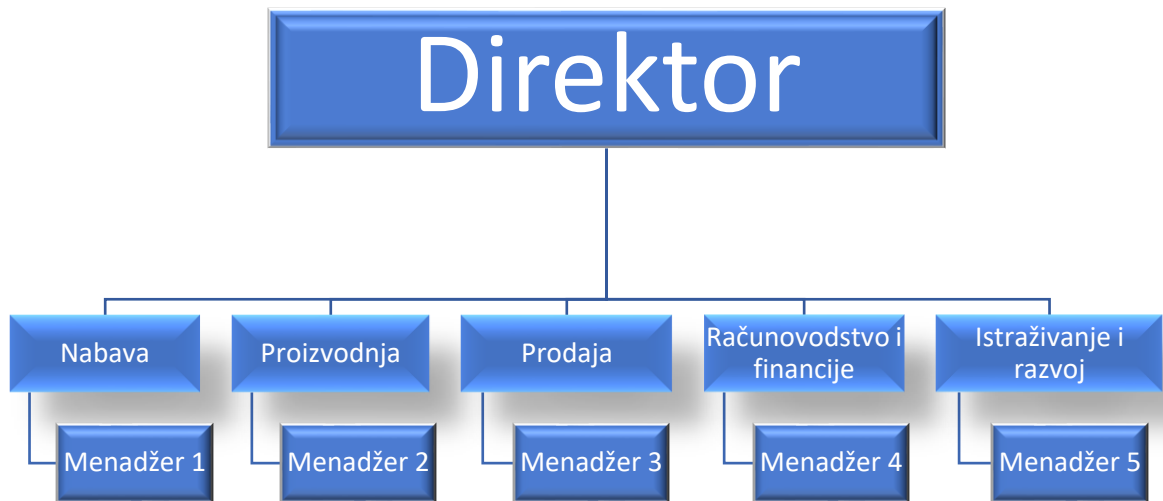 Direktor
Nabava
Proizvodnja
Prodaja
Računovodstvo i
financije
Istraživanje i
razvoj
Menadžer 1
Menadžer 2
Menadžer 3
Menadžer 4
Menadžer 5